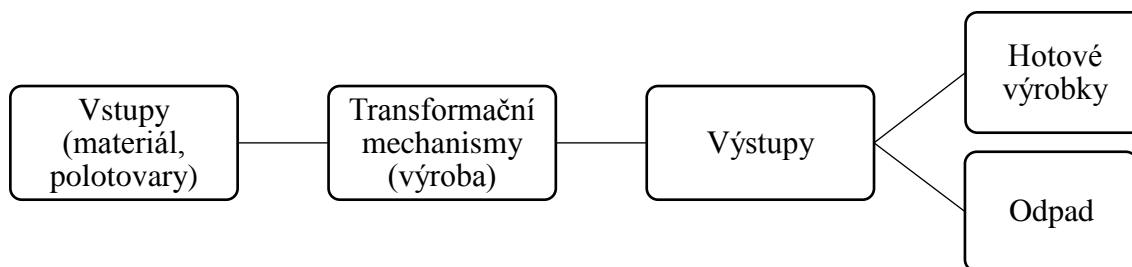 Vstupy
(materiál,
polotovary)
Transformační
mechanismy
(výroba)
Výstupy
Hotové
výrobky
Odpad